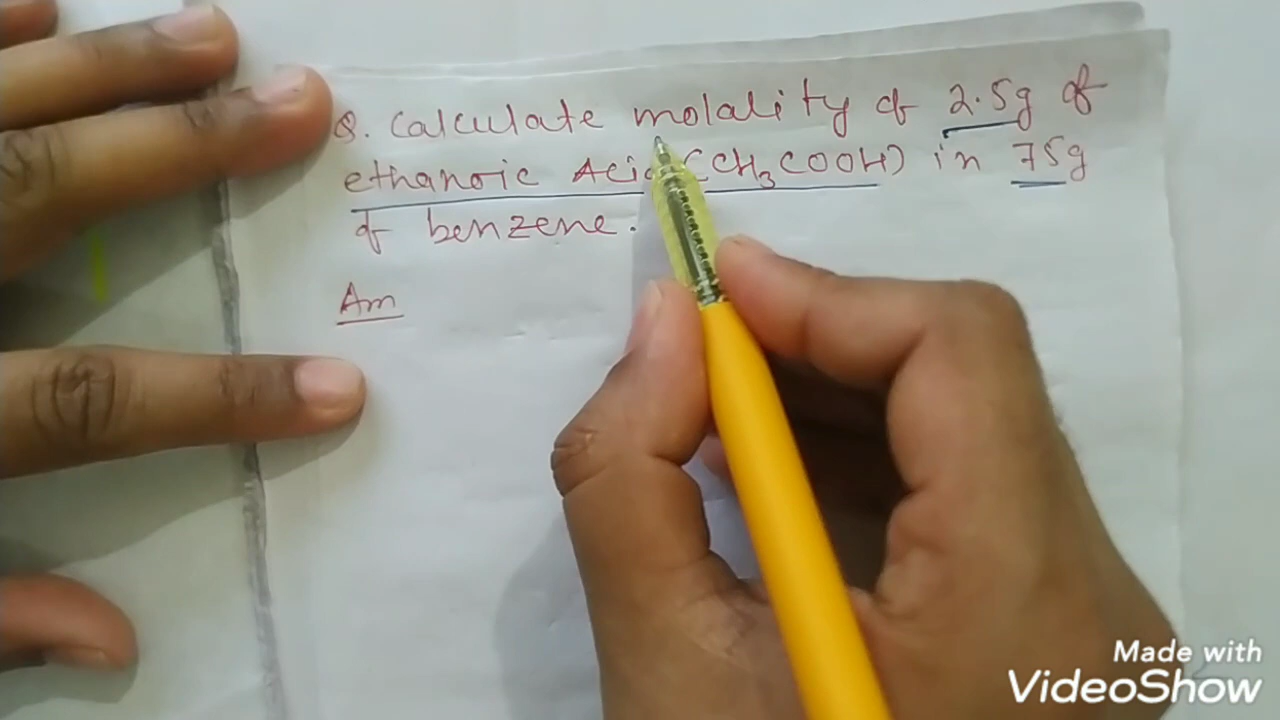 Q. Calculate molality of 2.5g of
ethanoic Acid (CH3COOH) in 75g
of benzene.
Ans
Made with
VideoShow